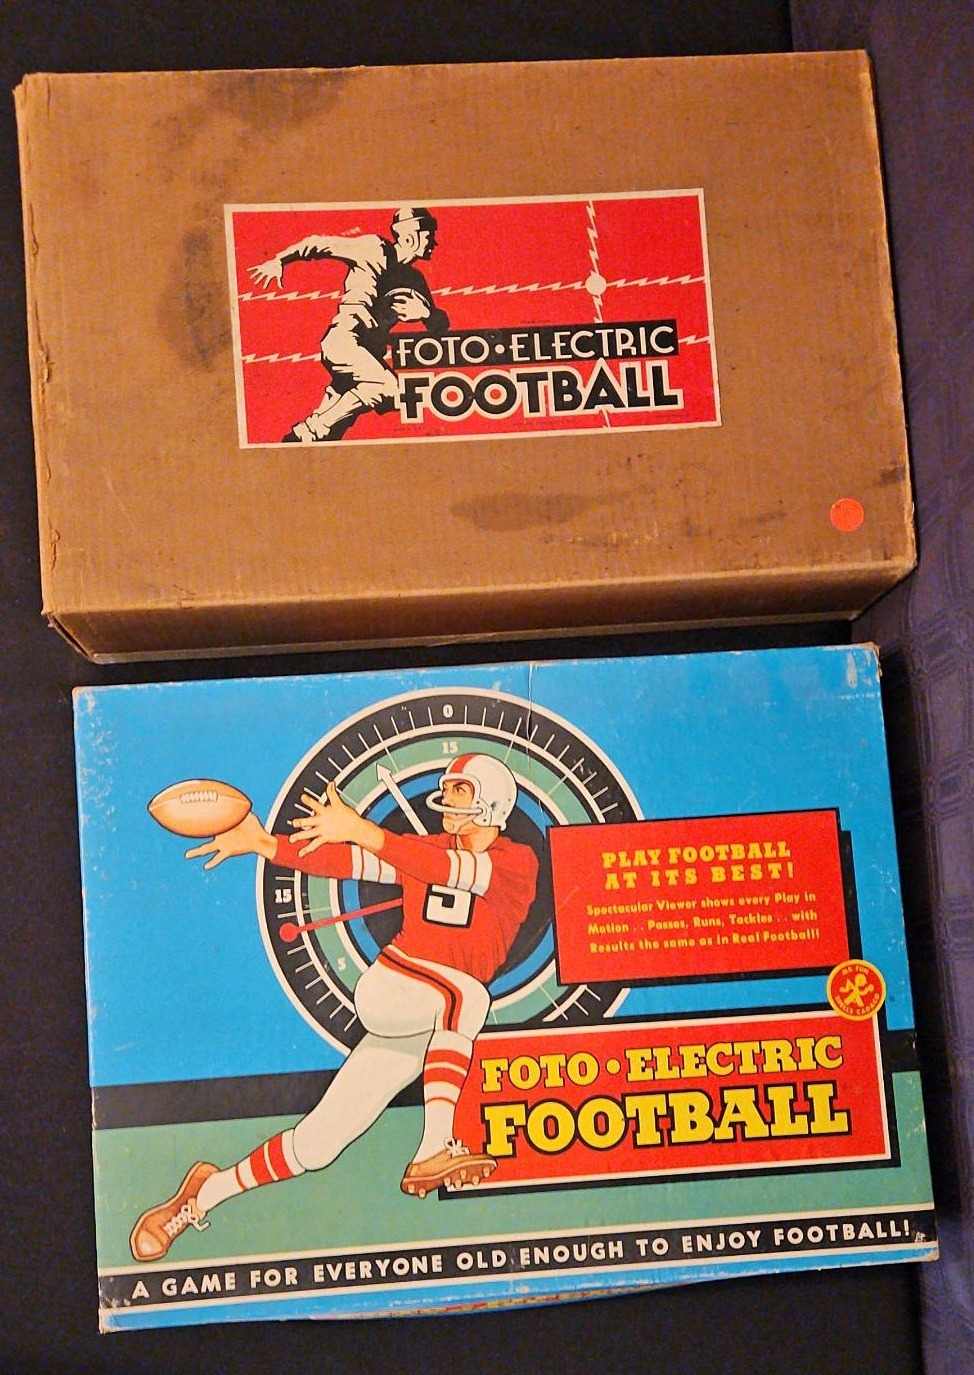 FOTO • ELECTRIC
FOOTBALL
0
15
15
5
5
PLAY FOOTBALL
AT ITS BEST!
Spectacular Viewer shows every Play in
Motion . . Passes, Runs, Tackles . . with
Results the same as in Real Football!
FOTO • ELECTRIC
FOOTBALL
A GAME FOR EVERYONE OLD ENOUGH TO ENJOY FOOTBALL!